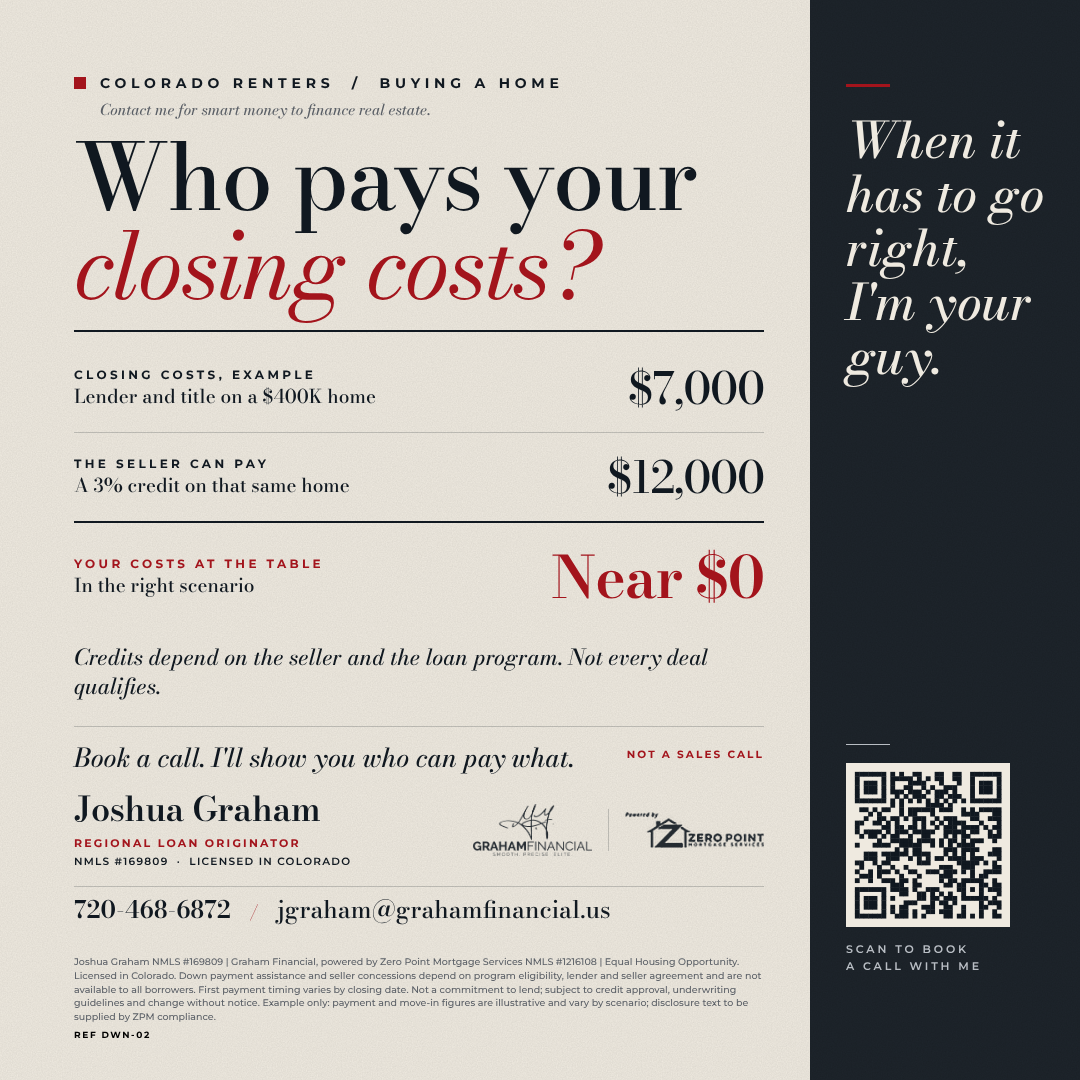 COLORADO RENTERS / BUYING A HOME
Contact me for smart money to finance real estate.
Who pays your
closing costs?
CLOSING COSTS, EXAMPLE
Lender and title on a $400K home
$7,000
THE SELLER CAN PAY
A 3% credit on that same home
$12,000
YOUR COSTS AT THE TABLE
In the right scenario
Near $0
Credits depend on the seller and the loan program. Not every deal
qualifies.
Book a call. I'll show you who can pay what.
NOT A SALES CALL
Joshua Graham
REGIONAL LOAN ORIGINATOR
NMLS #169809 · LICENSED IN COLORADO
GRAHAMFINANCIAL
SMOOTH. PRECISE. ELITE.
Powered by
ZERO POINT
MORTGAGE SERVICES
720-468-6872 / jgraham@grahamfinancial.us
Joshua Graham NMLS #169809 | Graham Financial, powered by Zero Point Mortgage Services NMLS #1216108 | Equal Housing Opportunity.
Licensed in Colorado. Down payment assistance and seller concessions depend on program eligibility, lender and seller agreement and are not
available to all borrowers. First payment timing varies by closing date. Not a commitment to lend; subject to credit approval, underwriting
guidelines and change without notice. Example only: payment and move-in figures are illustrative and vary by scenario; disclosure text to be
supplied by ZPM compliance.
REF DWN-02
When it
has to go
right,
I'm your
guy.
SCAN TO BOOK
A CALL WITH ME